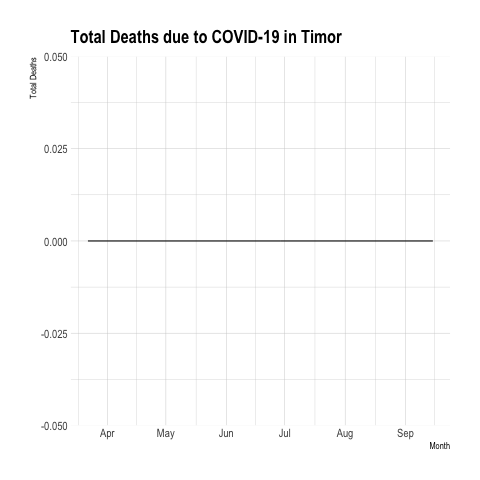 Total Deaths due to COVID-19 in Timor
Total Deaths
0.050
0.025
0.000
-0.025
-0.050
Apr May Jun Jul Aug Sep
Month